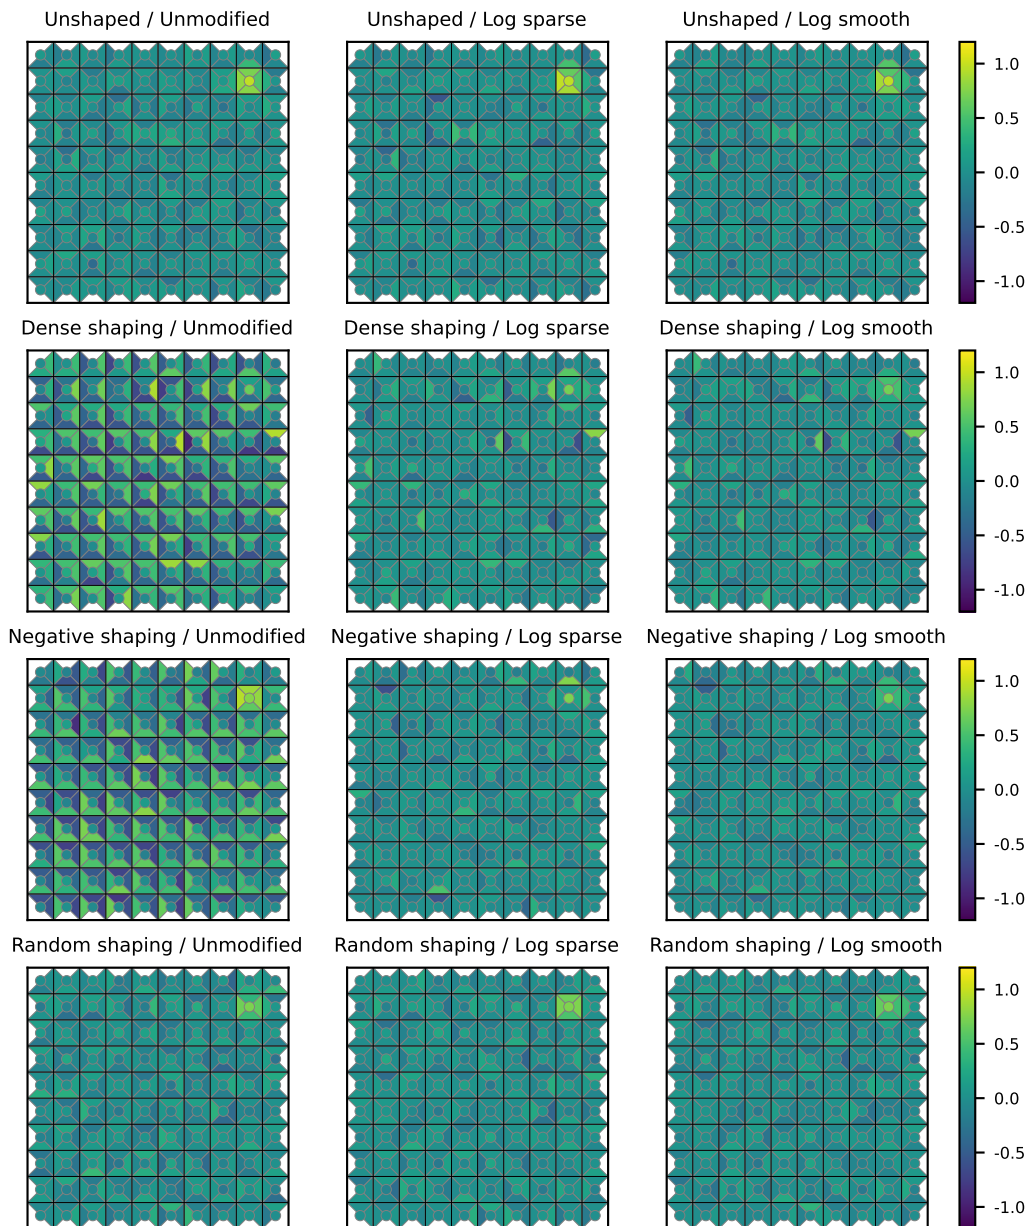 Unshaped / Unmodified
Unshaped / Log sparse
Unshaped / Log smooth
1.0
0.5
0.0
-0.5
-1.0
Dense shaping / Unmodified
Dense shaping / Log sparse
Dense shaping / Log smooth
1.0
0.5
0.0
-0.5
-1.0
Negative shaping / Unmodified
Negative shaping / Log sparse
Negative shaping / Log smooth
1.0
0.5
0.0
-0.5
-1.0
Random shaping / Unmodified
Random shaping / Log sparse
Random shaping / Log smooth
1.0
0.5
0.0
-0.5
-1.0